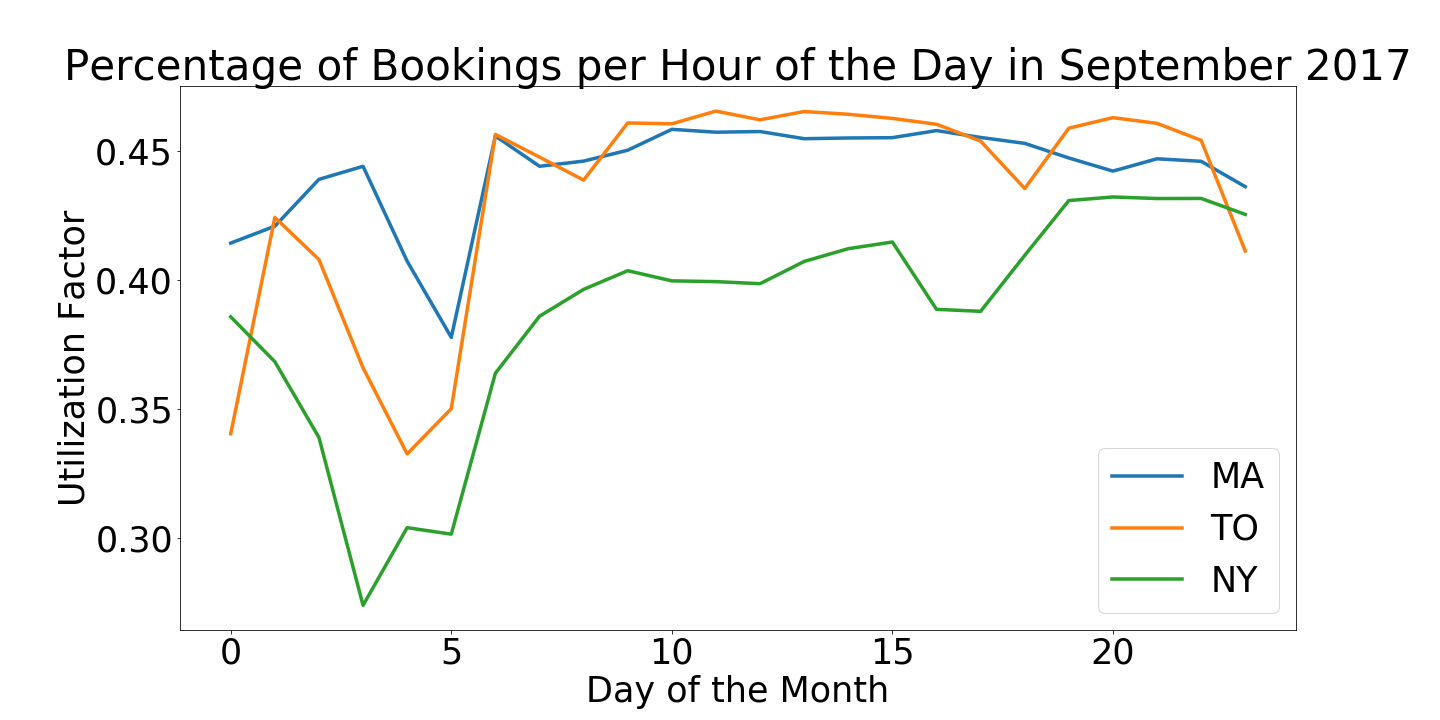 Percentage of Bookings per Hour of the Day in September 2017
Utilization Factor
0.45
0.40
0.35
0.30
MA
TO
NY
0 5 10 15 20
Day of the Month